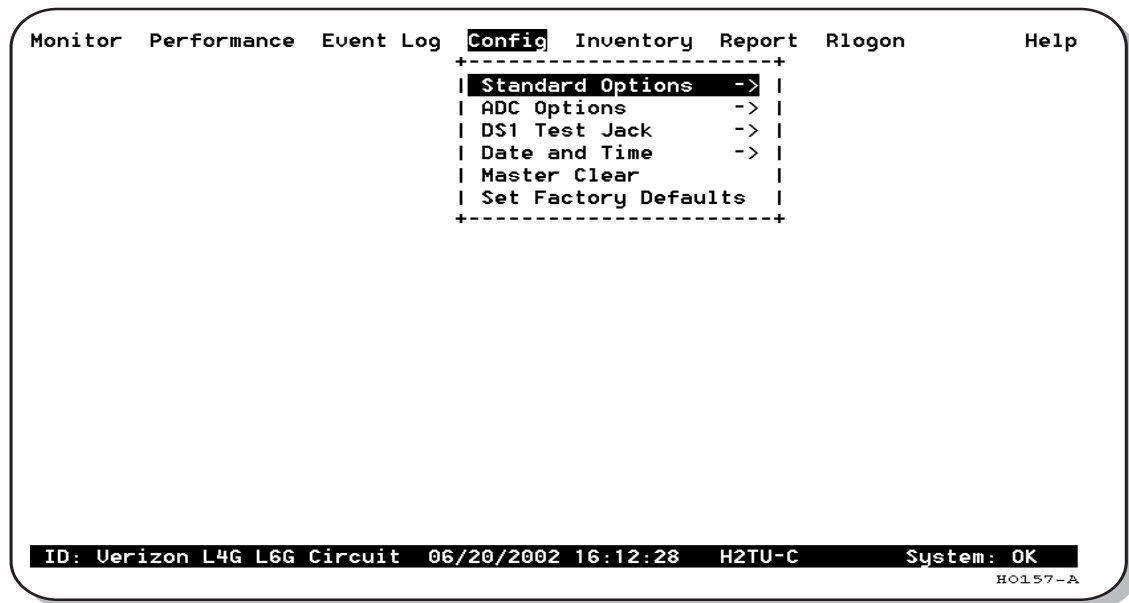 Monitor  Performance  Event Log  Config  Inventory  Report  Rlogon  Help
+-----------------------+
| Standard Options   -> |
| ADC Options        -> |
| DS1 Test Jack      -> |
| Date and Time      -> |
| Master Clear          |
| Set Factory Defaults  |
+-----------------------+
ID: Verizon L4G L6G Circuit  06/20/2002 16:12:28  H2TU-C  System: OK
HO157-A